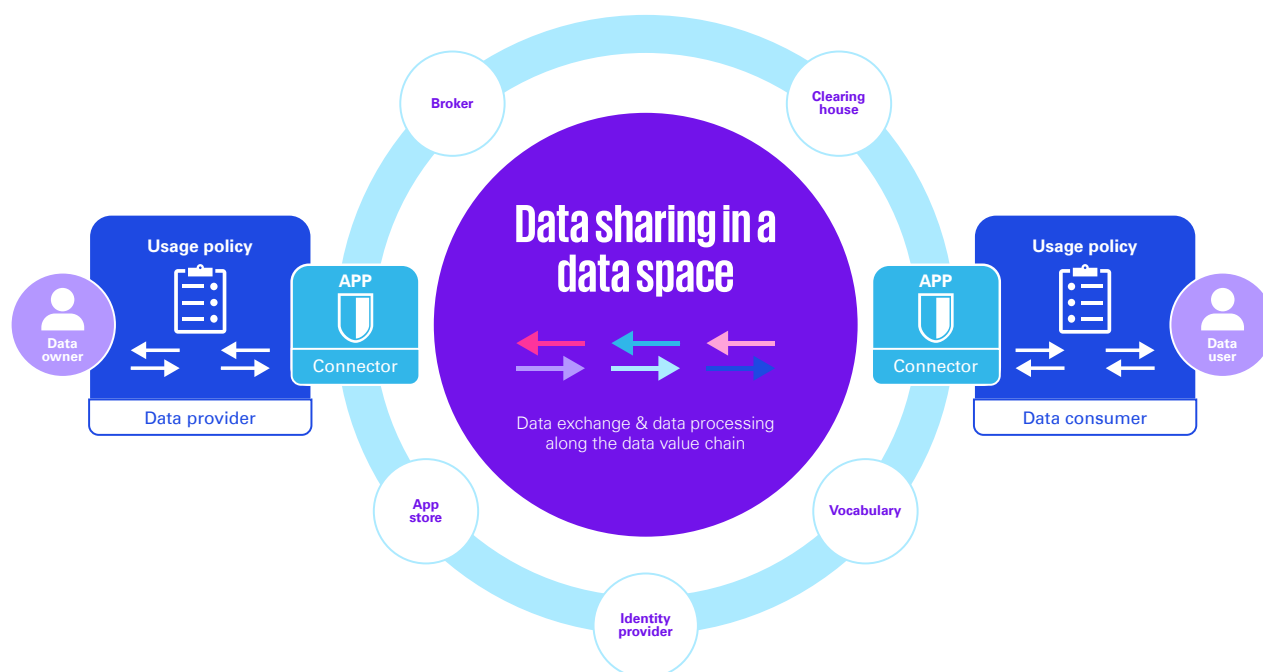 Broker
Clearing
house
Data sharing in a
data space
Data exchange & data processing
along the data value chain
Usage policy
Data
owner
APP
Connector
Data provider
Usage policy
APP
Connector
Data
user
Data consumer
App
store
Vocabulary
Identity
provider